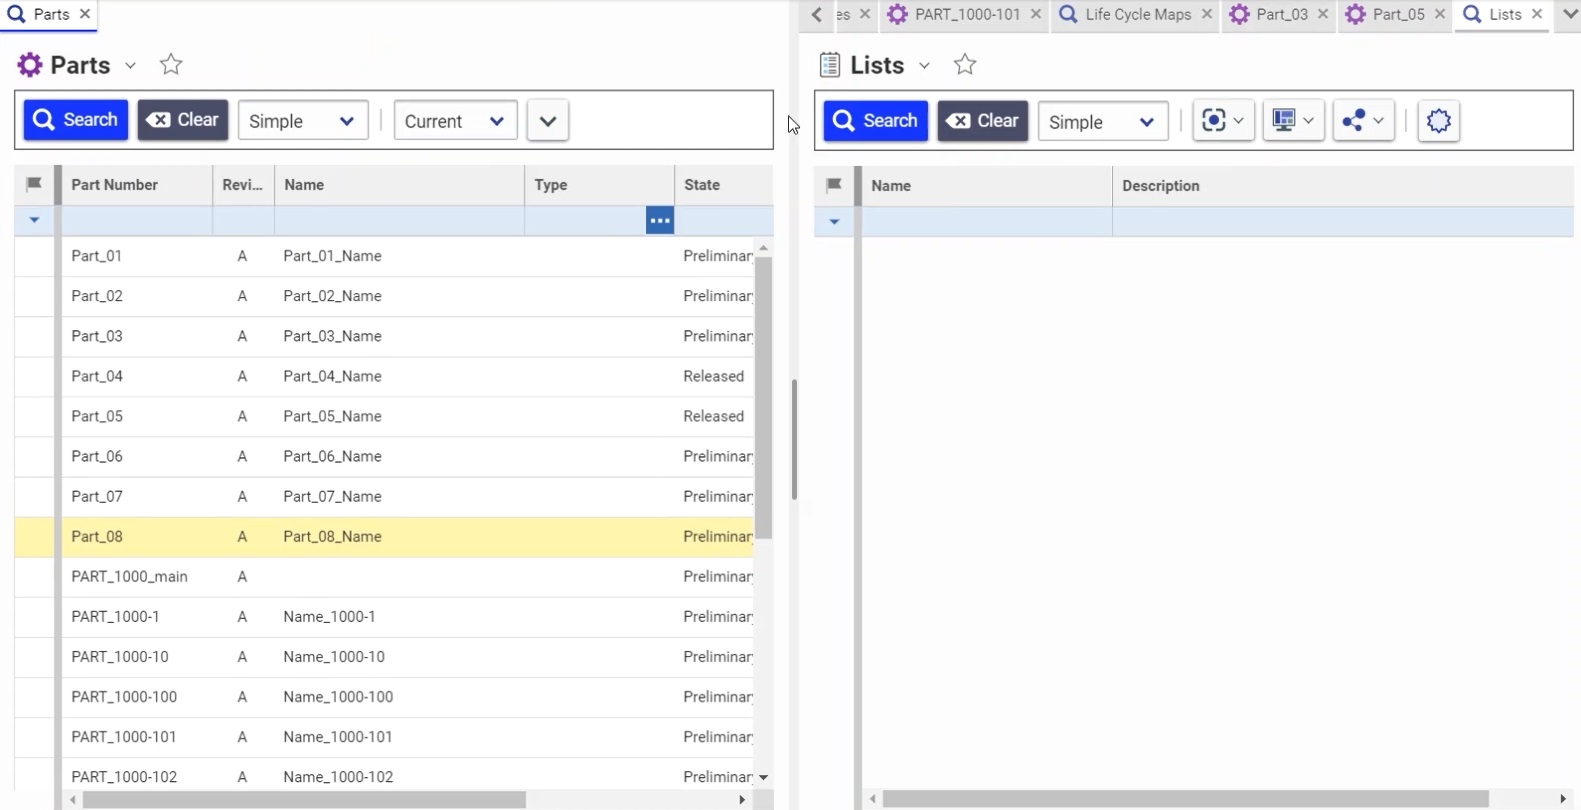 Parts
es PART_1000-101 Life Cycle Maps Part_03 Part_05 Lists
Parts
Search Clear Simple Current
Part Number Revi... Name Type State
...
Part_01 A Part_01_Name Preliminar
Part_02 A Part_02_Name Preliminar
Part_03 A Part_03_Name Preliminar
Part_04 A Part_04_Name Released
Part_05 A Part_05_Name Released
Part_06 A Part_06_Name Preliminar
Part_07 A Part_07_Name Preliminar
Part_08 A Part_08_Name Preliminar
PART_1000_main A Preliminar
PART_1000-1 A Name_1000-1 Preliminar
PART_1000-10 A Name_1000-10 Preliminar
PART_1000-100 A Name_1000-100 Preliminar
PART_1000-101 A Name_1000-101 Preliminar
PART_1000-102 A Name_1000-102 Preliminar
Lists
Search Clear Simple
Name Description